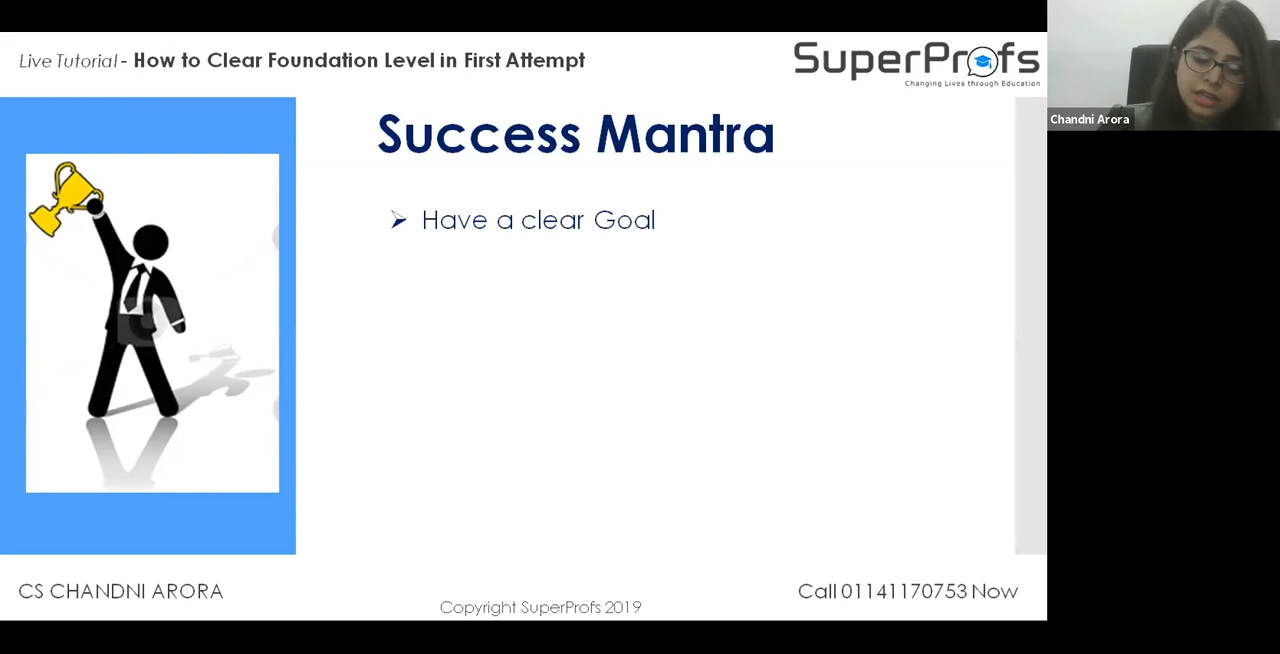 Live Tutorial - How to Clear Foundation Level in First Attempt
SuperProfs
Changing Lives through Education
Chandni Arora
Success Mantra
➢ Have a clear Goal
CS CHANDNI ARORA
Copyright SuperProfs 2019
Call 01141170753 Now